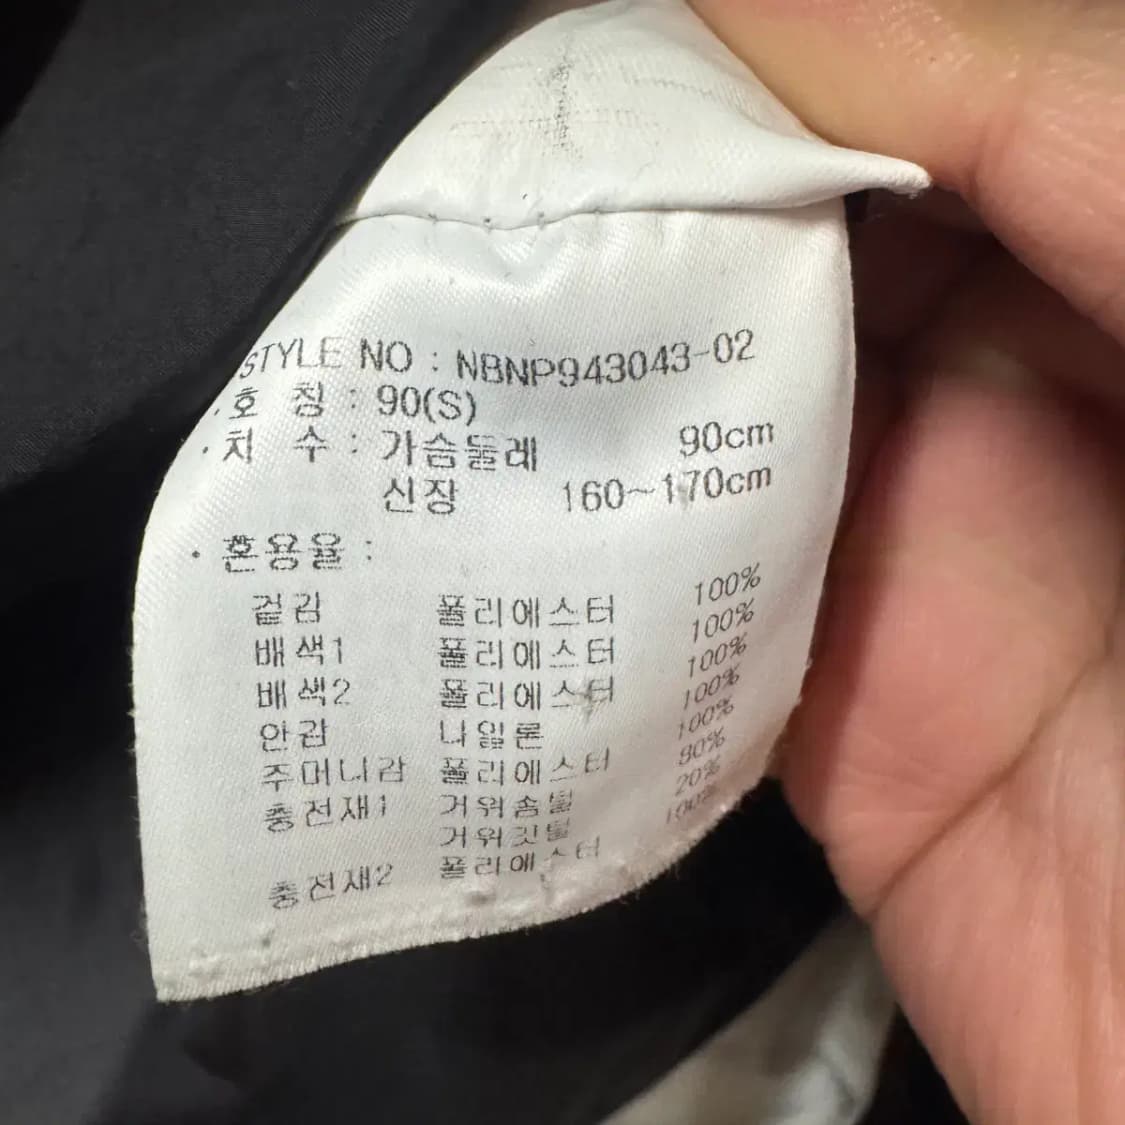 STYLE NO : NBNP943043-02
· 호 칭 : 90(S)
· 치 수 : 가슴둘레 90cm
신장 160~170cm
· 혼용율 :
겉감 폴리에스터 100%
배색1 폴리에스터 100%
배색2 폴리에스터 100%
안감 나일론 100%
주머니감 폴리에스터 100%
충전재1 거위솜털 80%
거위깃털 20%
충전재2 폴리에스터 100%